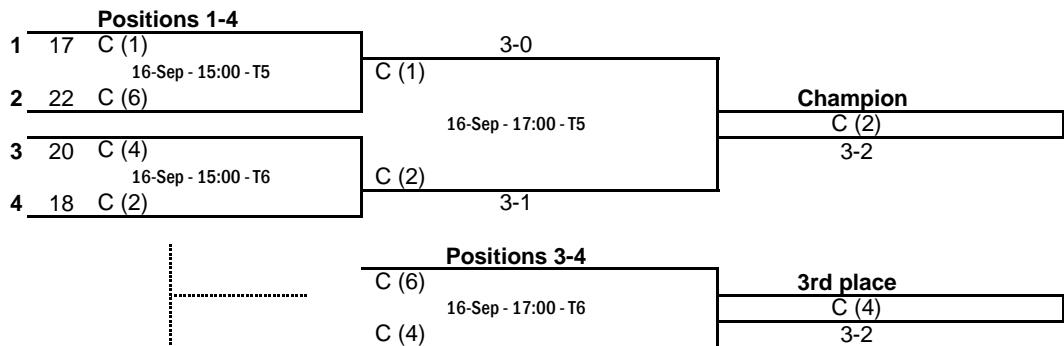 Positions 1-4
1 17 C (1) 3-0
16-Sep - 15:00 - T5 C (1)
2 22 C (6) Champion
16-Sep - 17:00 - T5 C (2)
3 20 C (4) 3-2
16-Sep - 15:00 - T6 C (2)
4 18 C (2) 3-1
Positions 3-4
C (6) 3rd place
16-Sep - 17:00 - T6 C (4)
C (4) 3-2